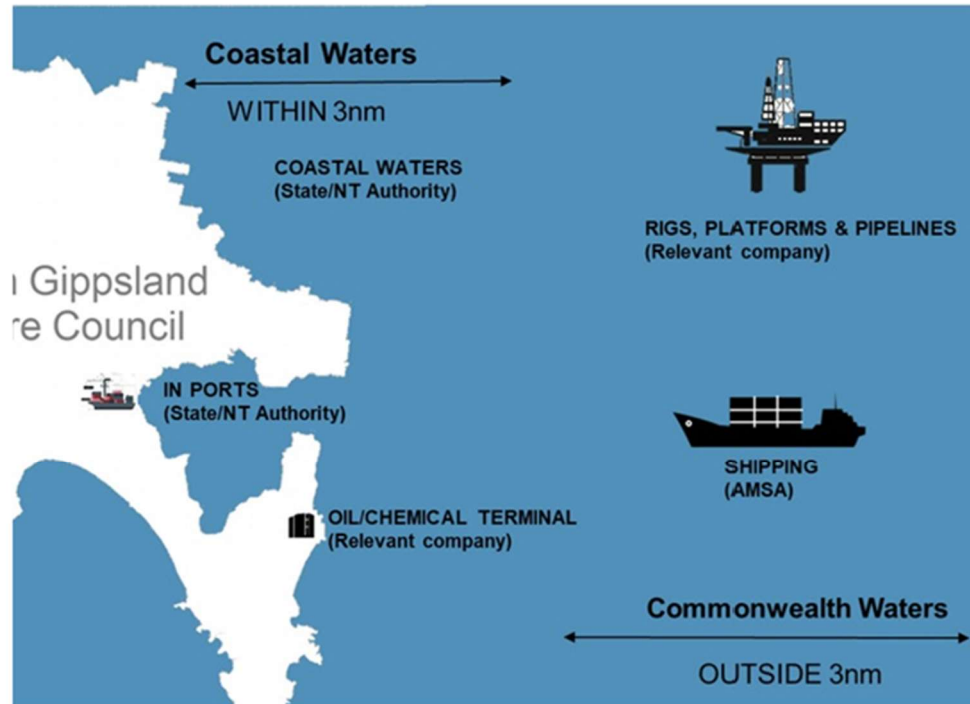 Coastal Waters
WITHIN 3nm
COASTAL WATERS
(State/NT Authority)
RIGS, PLATFORMS & PIPELINES
(Relevant company)
Gippsland
Council
IN PORTS
(State/NT Authority)
SHIPPING
(AMSA)
OIL/CHEMICAL TERMINAL
(Relevant company)
Commonwealth Waters
OUTSIDE 3nm